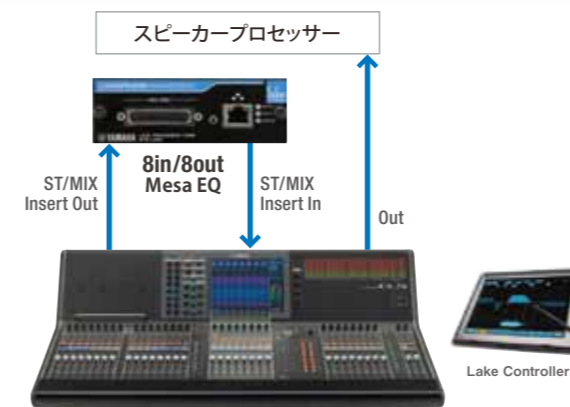 スピーカープロセッサー
YAMAHA
8in/8out
Mesa EQ
ST/MIX
Insert Out
ST/MIX
Insert In
Out
Lake Controller